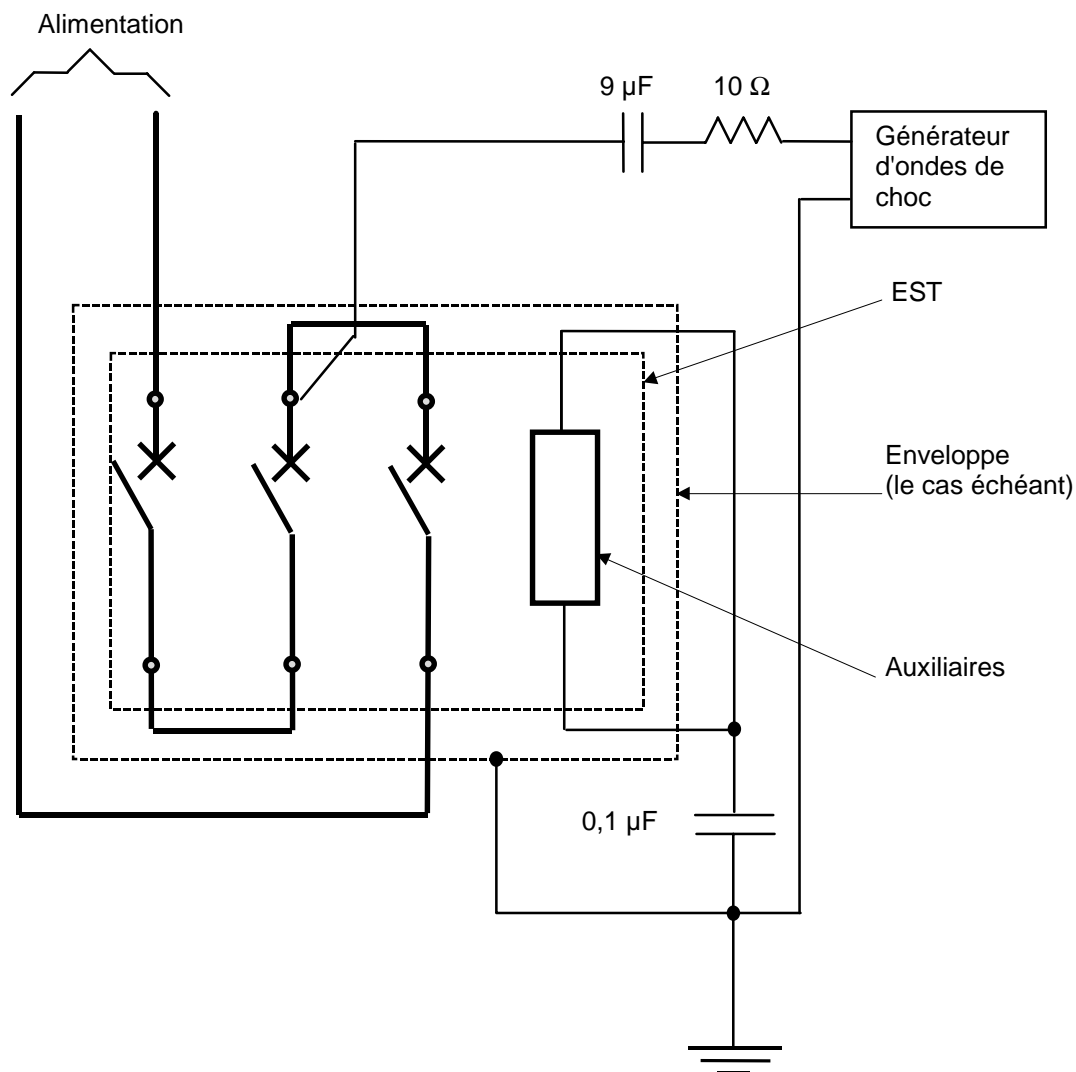 Alimentation
9 µF
10 Ω
Générateur
d'ondes de
choc
EST
Enveloppe
(le cas échéant)
Auxiliaires
0,1 µF